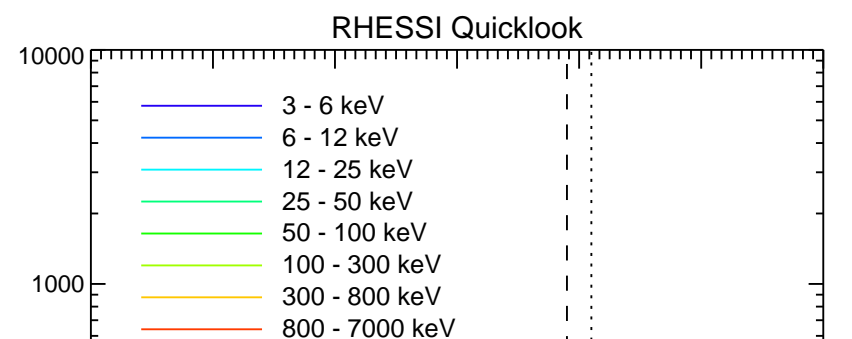 RHESSI Quicklook
10000
3 - 6 keV
6 - 12 keV
12 - 25 keV
25 - 50 keV
50 - 100 keV
100 - 300 keV
1000
300 - 800 keV
800 - 7000 keV